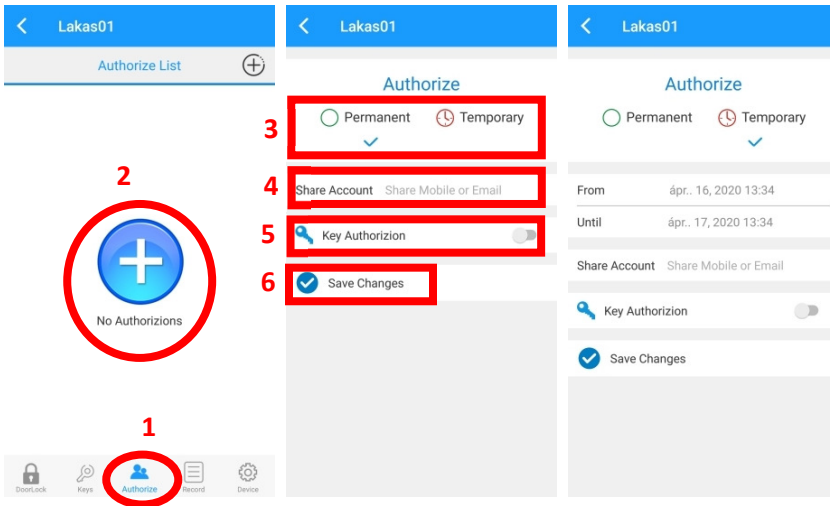 Lakas01
Authorize List
2
No Authorizions
1
DoorLock Keys Authorize Record Device
Lakas01
Authorize
3 Permanent Temporary
4 Share Account Share Mobile or Email
5 Key Authorizion
6 Save Changes
Lakas01
Authorize
Permanent Temporary
From ápr.. 16, 2020 13:34
Until ápr.. 17, 2020 13:34
Share Account Share Mobile or Email
Key Authorizion
Save Changes